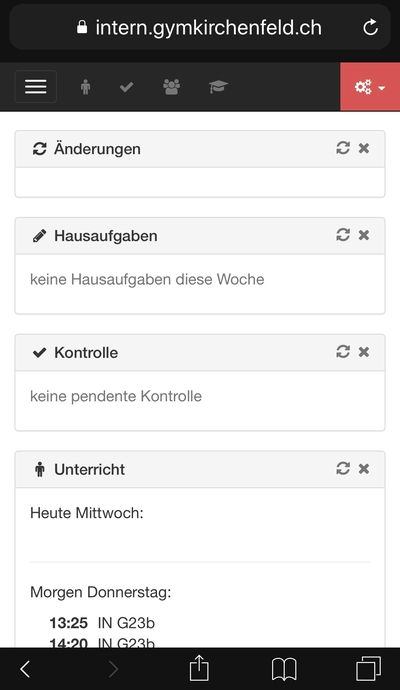 intern.gymkirchenfeld.ch
Änderungen
Hausaufgaben
keine Hausaufgaben diese Woche
Kontrolle
keine pendente Kontrolle
Unterricht
Heute Mittwoch:
Morgen Donnerstag:
13:25 IN G23b
14:20 IN G23b